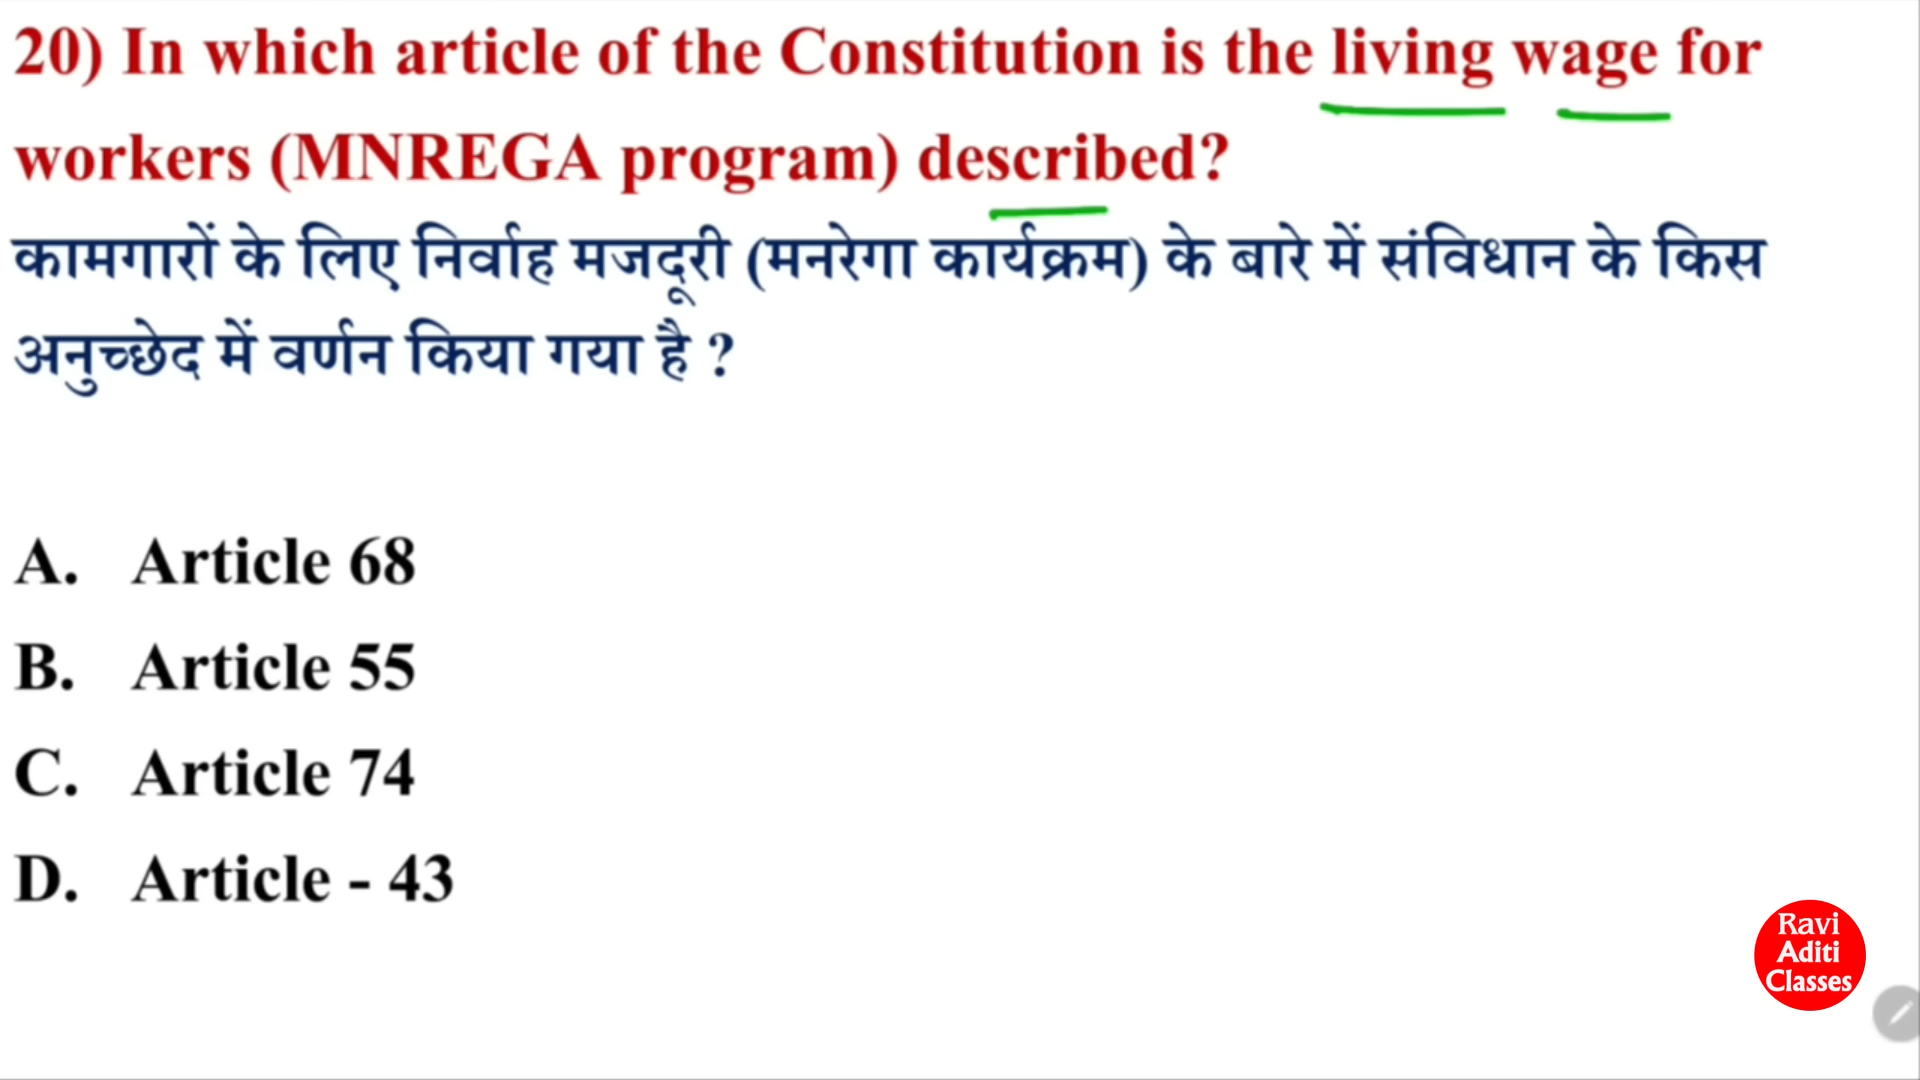 20) In which article of the Constitution is the living wage for
workers (MNREGA program) described?
कामगारों के लिए निर्वाह मजदूरी (मनरेगा कार्यक्रम) के बारे में संविधान के किस
अनुच्छेद में वर्णन किया गया है ?
A. Article 68
B. Article 55
C. Article 74
D. Article - 43
Ravi
Aditi
Classes